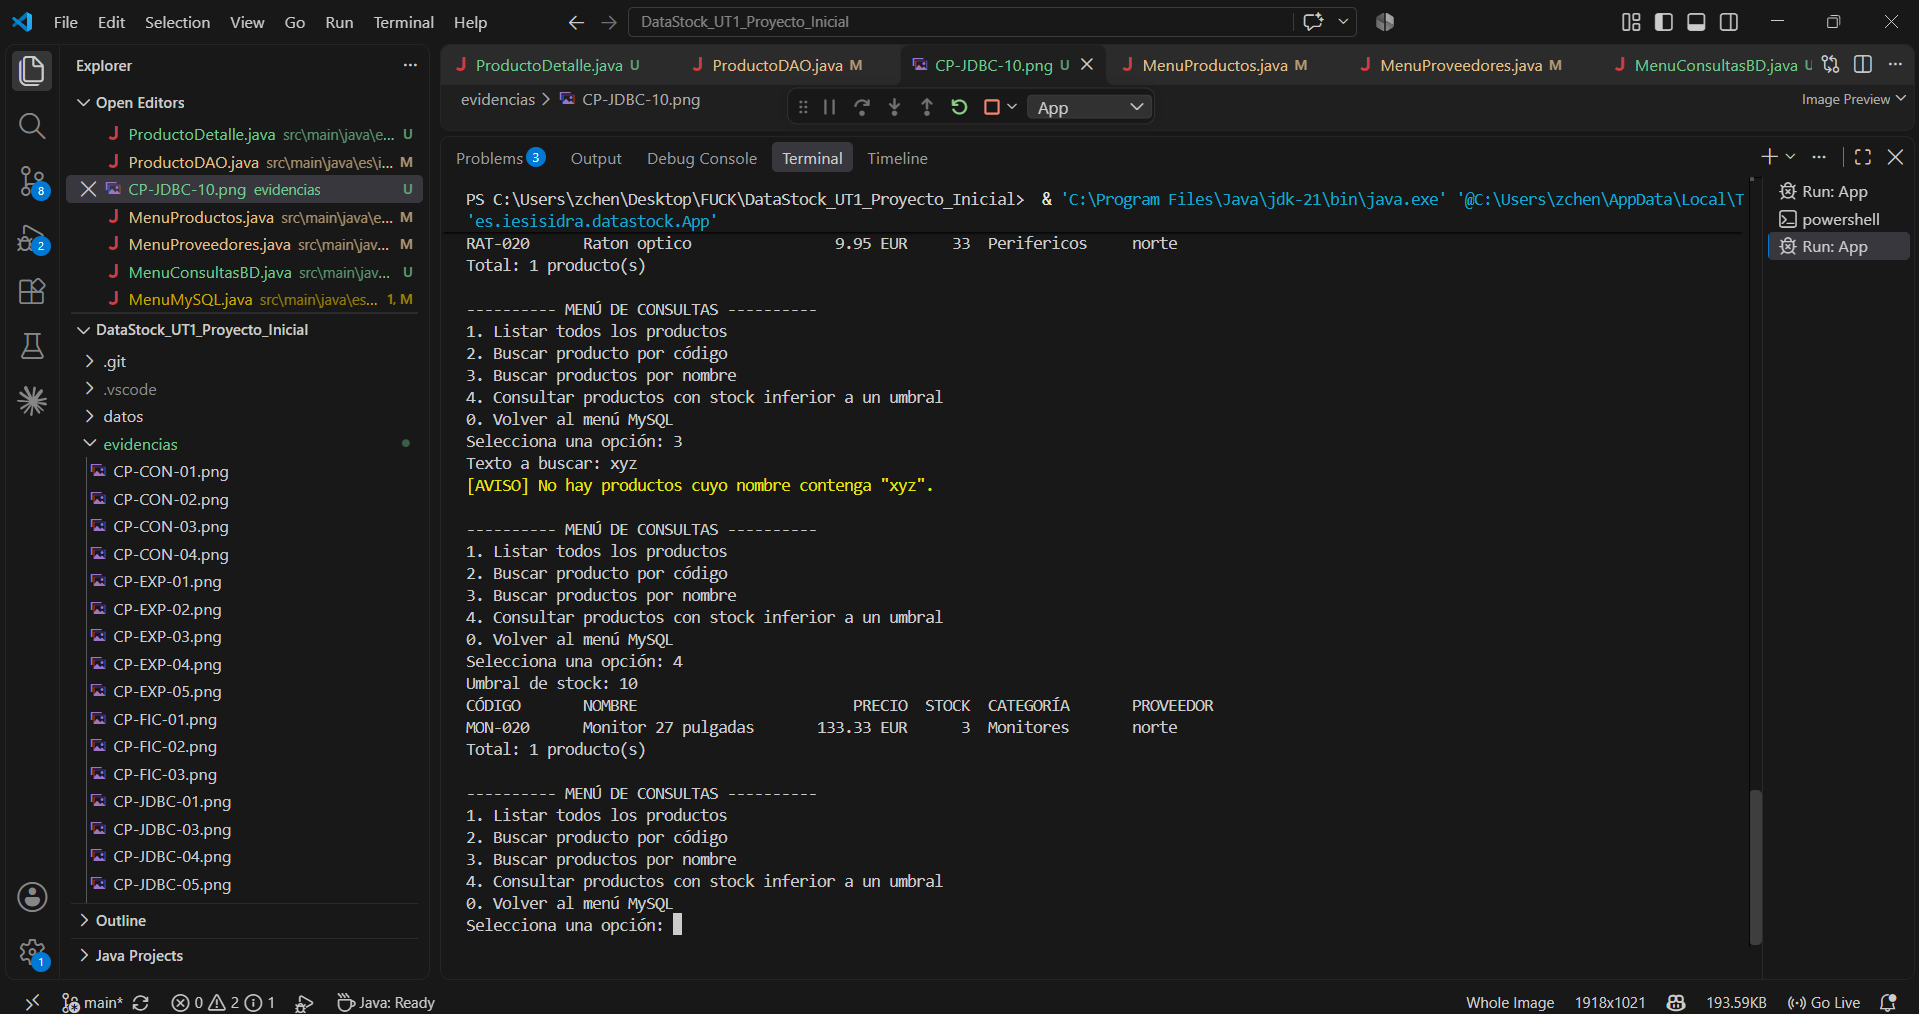 File Edit Selection View Go Run Terminal Help
DataStock_UT1_Proyecto_Inicial
Explorer
Open Editors
ProductoDetalle.java src\main\java\e... U
ProductoDAO.java src\main\java\es\i... M
CP-JDBC-10.png evidencias U
MenuProductos.java src\main\java\e... M
MenuProveedores.java src\main\jav... M
MenuConsultasBD.java src\main\jav... U
MenuMySQL.java src\main\java\es... 1, M
DataStock_UT1_Proyecto_Inicial
.git
.vscode
datos
evidencias
CP-CON-01.png
CP-CON-02.png
CP-CON-03.png
CP-CON-04.png
CP-EXP-01.png
CP-EXP-02.png
CP-EXP-03.png
CP-EXP-04.png
CP-EXP-05.png
CP-FIC-01.png
CP-FIC-02.png
CP-FIC-03.png
CP-JDBC-01.png
CP-JDBC-03.png
CP-JDBC-04.png
CP-JDBC-05.png
Outline
Java Projects
8
2
1
ProductoDetalle.java U ProductoDAO.java M CP-JDBC-10.png U MenuProductos.java M MenuProveedores.java M MenuConsultasBD.java U
evidencias > CP-JDBC-10.png
App
Image Preview
Problems 3 Output Debug Console Terminal Timeline
PS C:\Users\zchen\Desktop\FUCK\DataStock_UT1_Proyecto_Inicial> & 'C:\Program Files\Java\jdk-21\bin\java.exe' '@C:\Users\zchen\AppData\Local\T
'es.iesisidra.datastock.App'
RAT-020 Raton optico 9.95 EUR 33 Perifericos norte
Total: 1 producto(s)
---------- MENÚ DE CONSULTAS ----------
1. Listar todos los productos
2. Buscar producto por código
3. Buscar productos por nombre
4. Consultar productos con stock inferior a un umbral
0. Volver al menú MySQL
Selecciona una opción: 3
Texto a buscar: xyz
[AVISO] No hay productos cuyo nombre contenga "xyz".
---------- MENÚ DE CONSULTAS ----------
1. Listar todos los productos
2. Buscar producto por código
3. Buscar productos por nombre
4. Consultar productos con stock inferior a un umbral
0. Volver al menú MySQL
Selecciona una opción: 4
Umbral de stock: 10
CÓDIGO NOMBRE PRECIO STOCK CATEGORÍA PROVEEDOR
MON-020 Monitor 27 pulgadas 133.33 EUR 3 Monitores norte
Total: 1 producto(s)
---------- MENÚ DE CONSULTAS ----------
1. Listar todos los productos
2. Buscar producto por código
3. Buscar productos por nombre
4. Consultar productos con stock inferior a un umbral
0. Volver al menú MySQL
Selecciona una opción:
Run: App
powershell
Run: App
main* 0 2 1 Java: Ready
Whole Image 1918x1021 193.59KB Go Live